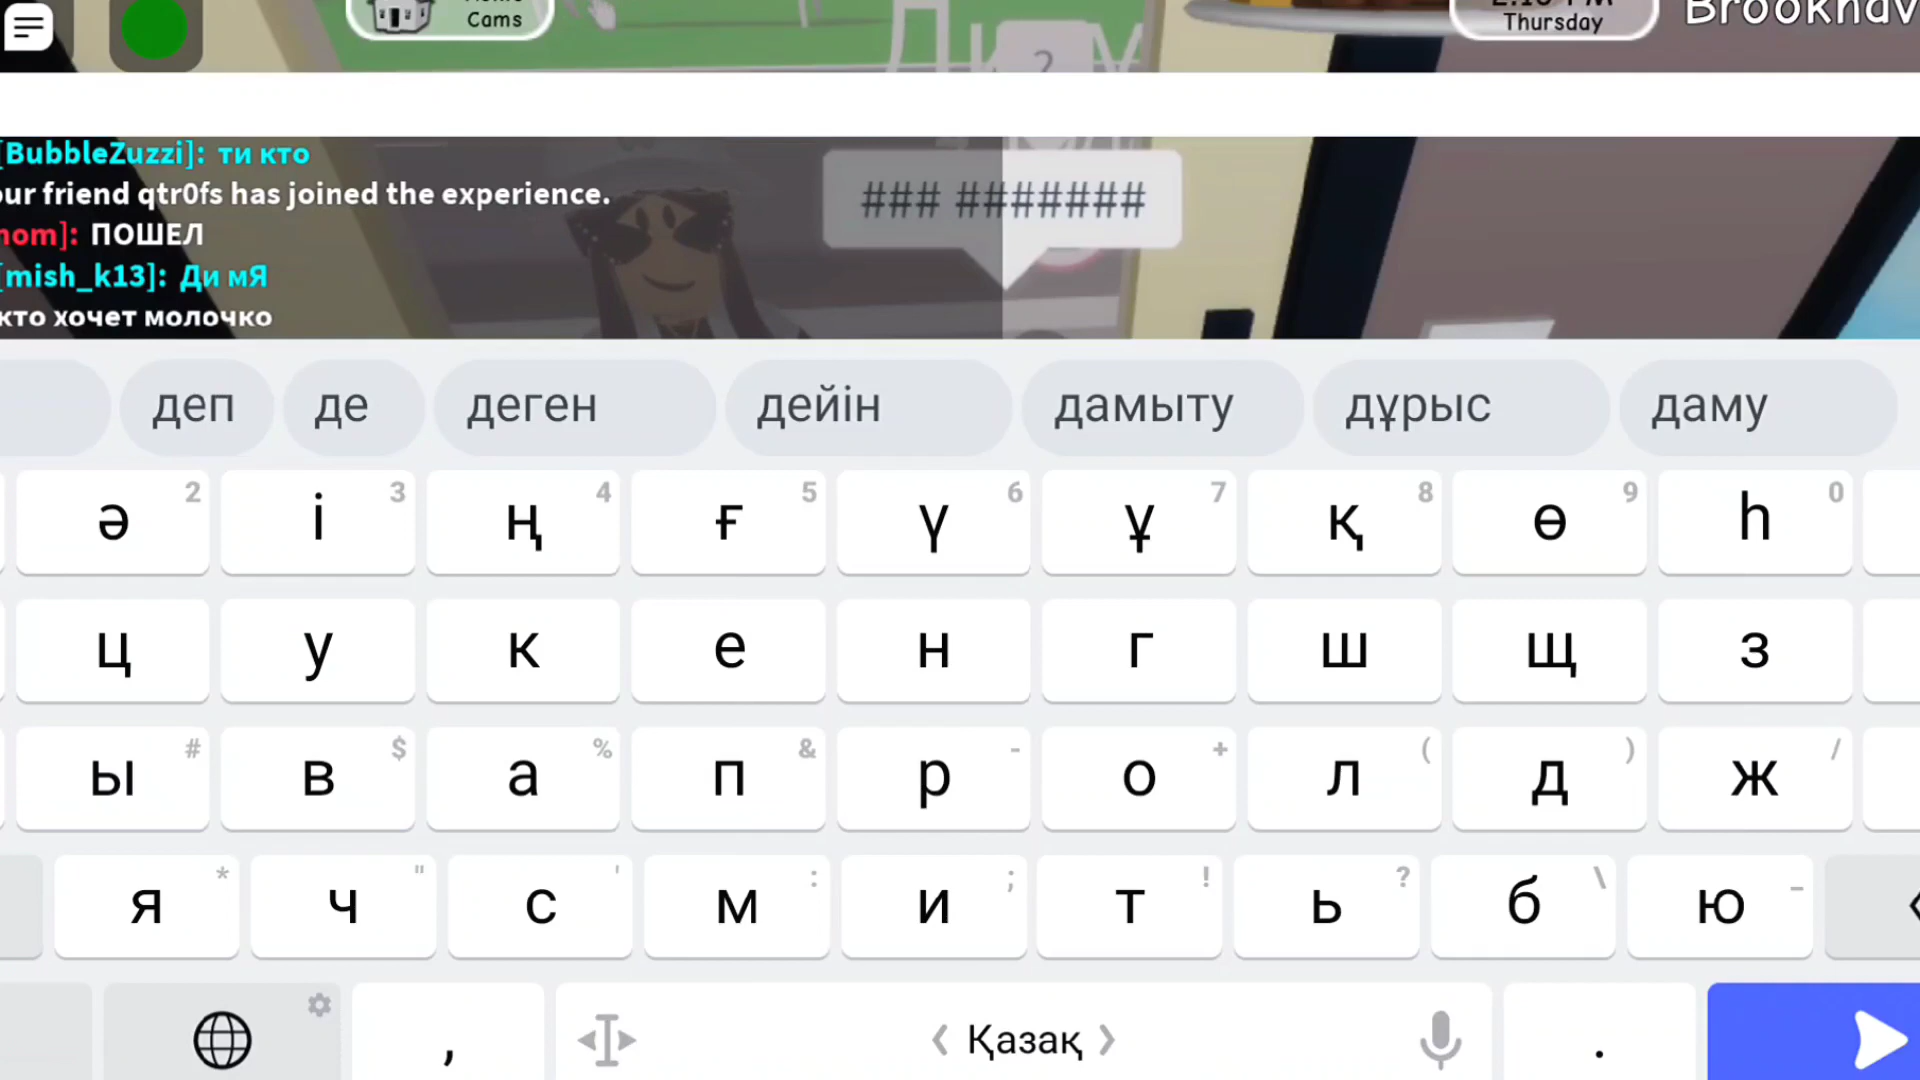 Cams
Thursday
2
[BubbleZuzzi]: ти кто
our friend qtr0fs has joined the experience.
nom]: ПОШЕЛ
[mish_k13]: Ди мЯ
кто хочет молочко
### #######
деп де деген дейін дамыту дұрыс даму
ә 2 і 3 ң 4 ғ 5 ү 6 ұ 7 қ 8 ө 9 һ 0
ц у к е н г ш щ з
ы # в $ а % п & р - о + л ( д ) ж /
я * ч " с ' м : и ; т ! ь ? б \ ю _
, Қазақ .